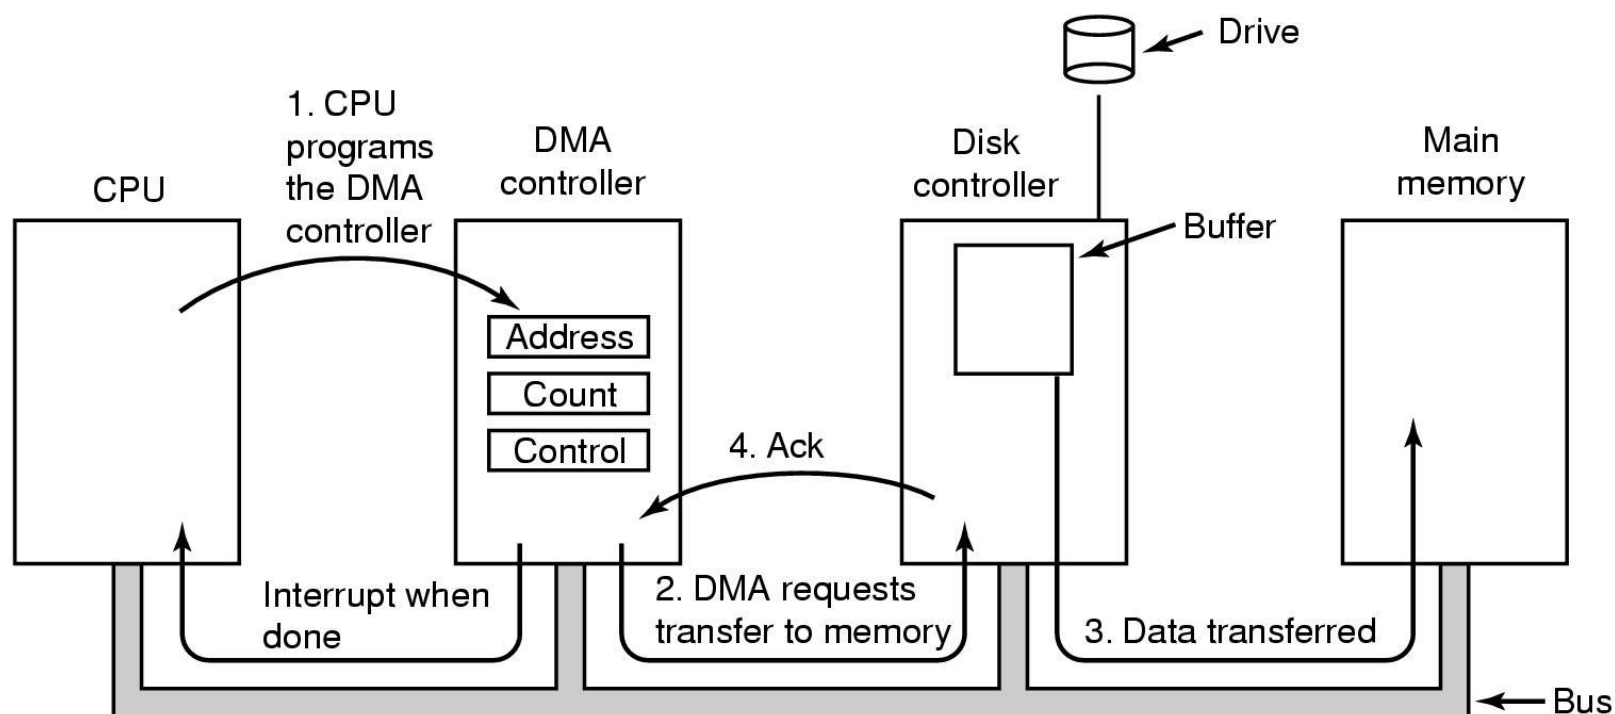 Drive
1. CPU
programs
the DMA
controller
CPU
DMA
controller
Disk
controller
Main
memory
Buffer
Address
Count
Control
4. Ack
Interrupt when
done
2. DMA requests
transfer to memory
3. Data transferred
Bus